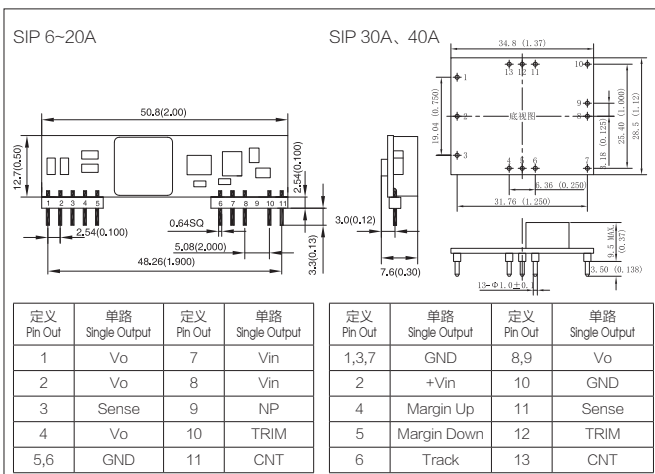 SIP 6~20A
50.8(2.00)
12.7(0.50)
2.54(0.100)
1 2 3 4 5
6 7 8 9 10 11
0.64SQ
2.54(0.100)
5.08(2.000)
48.26(1.900)
3.3(0.13)
3.0(0.12)
7.6(0.30)
SIP 30A、40A
34.8 (1.37)
13 12 11
10
1
9
2
底视图
8
3
4 5 6
7
19.04 (0.750)
3.18 (0.125)
25.40 (1.000)
28.5 (1.12)
6.36 (0.250)
31.76 (1.250)
9.5 MAX.
(0.37)
3.50 (0.138)
13-Φ1.0±0.1
定义 单路 定义 单路
Pin Out Single Output Pin Out Single Output
1 Vo 7 Vin
2 Vo 8 Vin
3 Sense 9 NP
4 Vo 10 TRIM
5,6 GND 11 CNT
定义 单路 定义 单路
Pin Out Single Output Pin Out Single Output
1,3,7 GND 8,9 Vo
2 +Vin 10 GND
4 Margin Up 11 Sense
5 Margin Down 12 TRIM
6 Track 13 CNT